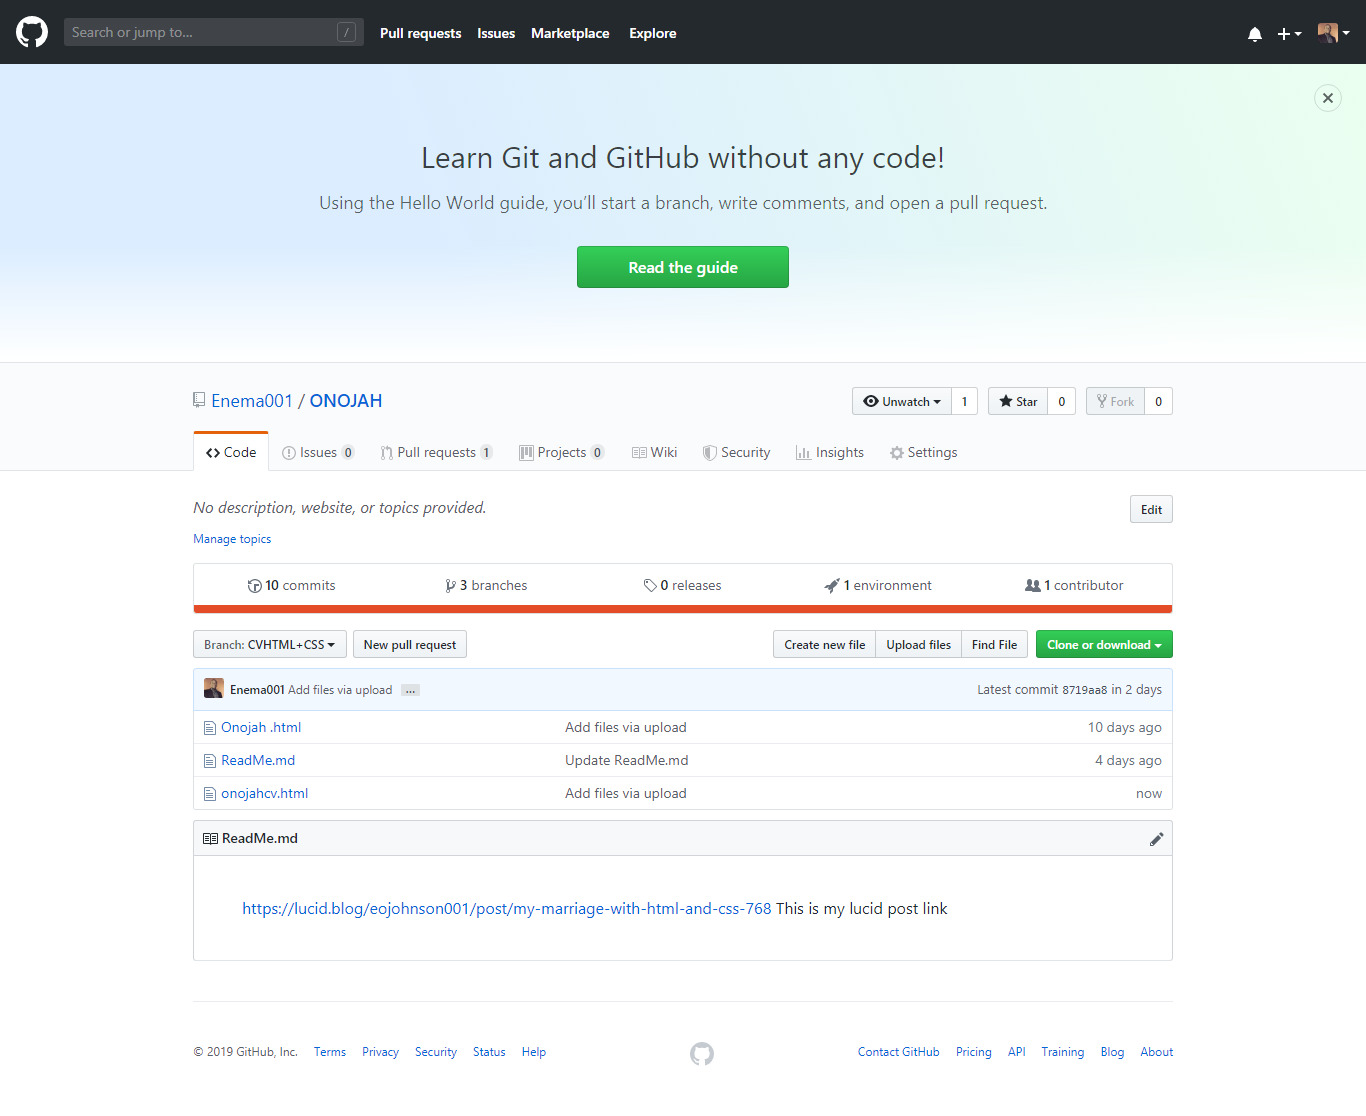 Search or jump to... /
Pull requests Issues Marketplace Explore
Learn Git and GitHub without any code!
Using the Hello World guide, you’ll start a branch, write comments, and open a pull request.
Read the guide
Enema001 / ONOJAH
Unwatch 1 Star 0 Fork 0
Code Issues 0 Pull requests 1 Projects 0 Wiki Security Insights Settings
No description, website, or topics provided. Edit
Manage topics
10 commits 3 branches 0 releases 1 environment 1 contributor
Branch: CVHTML+CSS New pull request Create new file Upload files Find File Clone or download
Enema001 Add files via upload ... Latest commit 8719aa8 in 2 days
Onojah .html Add files via upload 10 days ago
ReadMe.md Update ReadMe.md 4 days ago
onojahcv.html Add files via upload now
ReadMe.md
https://lucid.blog/eojohnson001/post/my-marriage-with-html-and-css-768 This is my lucid post link
© 2019 GitHub, Inc. Terms Privacy Security Status Help Contact GitHub Pricing API Training Blog About